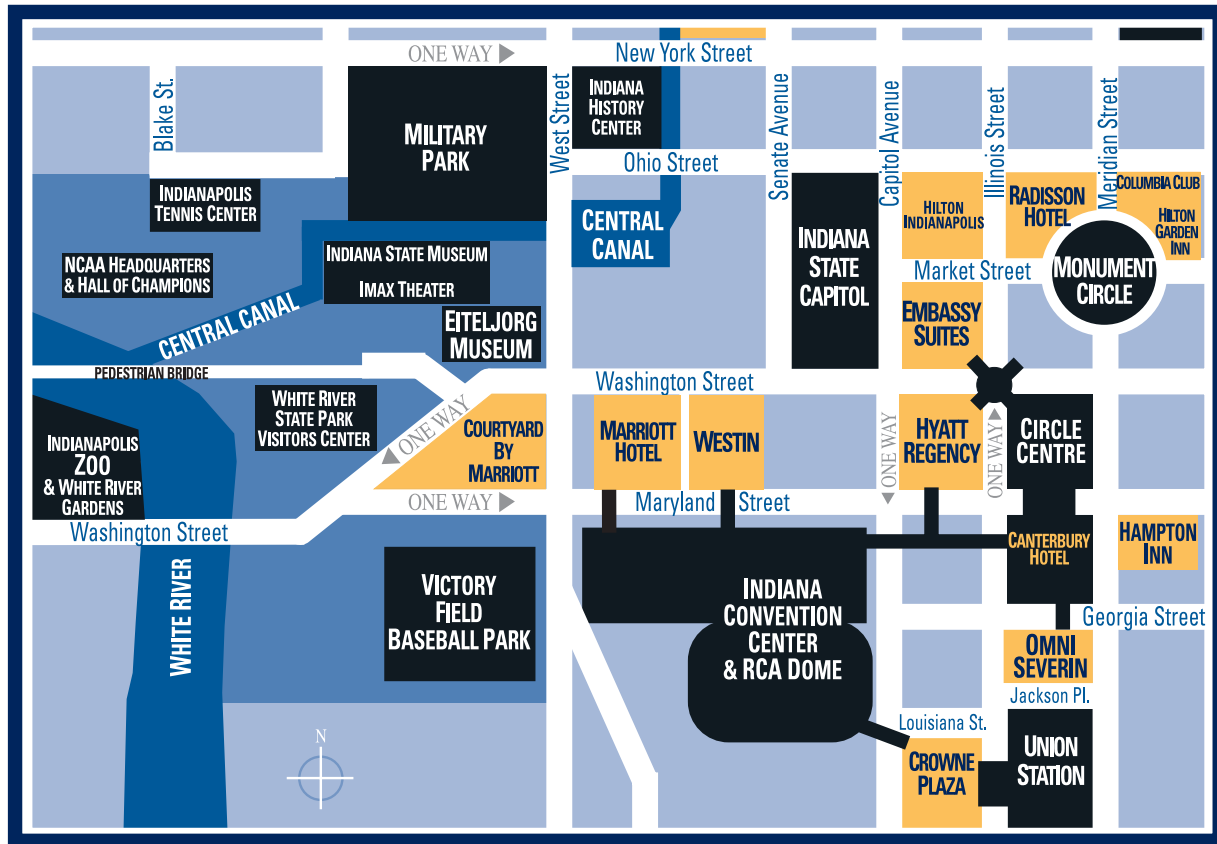 ONE WAY
New York Street
Blake St.
MILITARY
PARK
West Street
INDIANA
HISTORY
CENTER
Ohio Street
Senate Avenue
Capitol Avenue
Illinois Street
Meridian Street
INDIANAPOLIS
TENNIS CENTER
CENTRAL
CANAL
INDIANA
STATE
CAPITOL
HILTON
INDIANAPOLIS
RADISSON
HOTEL
COLUMBIA CLUB
HILTON
GARDEN
INN
NCAA HEADQUARTERS
& HALL OF CHAMPIONS
INDIANA STATE MUSEUM
IMAX THEATER
Market Street
MONUMENT
CIRCLE
CENTRAL CANAL
EITELJORG
MUSEUM
EMBASSY
SUITES
PEDESTRIAN BRIDGE
Washington Street
WHITE RIVER
STATE PARK
VISITORS CENTER
ONE WAY
COURTYARD
BY
MARRIOTT
MARRIOTT
HOTEL
WESTIN
ONE WAY
HYATT
REGENCY
ONE WAY
CIRCLE
CENTRE
INDIANAPOLIS
ZOO
& WHITE RIVER
GARDENS
ONE WAY
Maryland Street
Washington Street
CANTERBURY
HOTEL
HAMPTON
INN
WHITE RIVER
VICTORY
FIELD
BASEBALL PARK
INDIANA
CONVENTION
CENTER
& RCA DOME
Georgia Street
OMNI
SEVERIN
Jackson Pl.
Louisiana St.
N
CROWNE
PLAZA
UNION
STATION